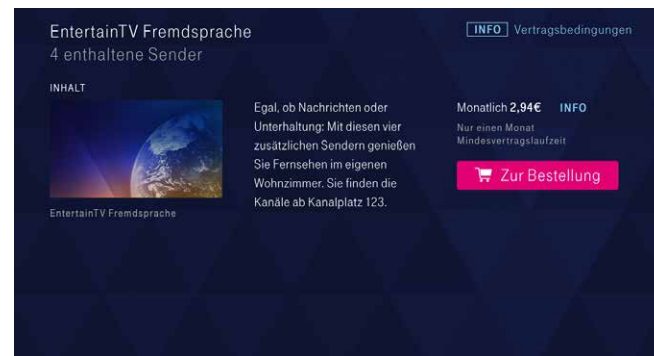 EntertainTV Fremdsprache
4 enthaltene Sender
INFO Vertragsbedingungen
INHALT
EntertainTV Fremdsprache
Egal, ob Nachrichten oder
Unterhaltung: Mit diesen vier
zusätzlichen Sendern genießen
Sie Fernsehen im eigenen
Wohnzimmer. Sie finden die
Kanäle ab Kanalplatz 123.
Monatlich 2,94€ INFO
Nur einen Monat
Mindesvertragslaufzeit
Zur Bestellung